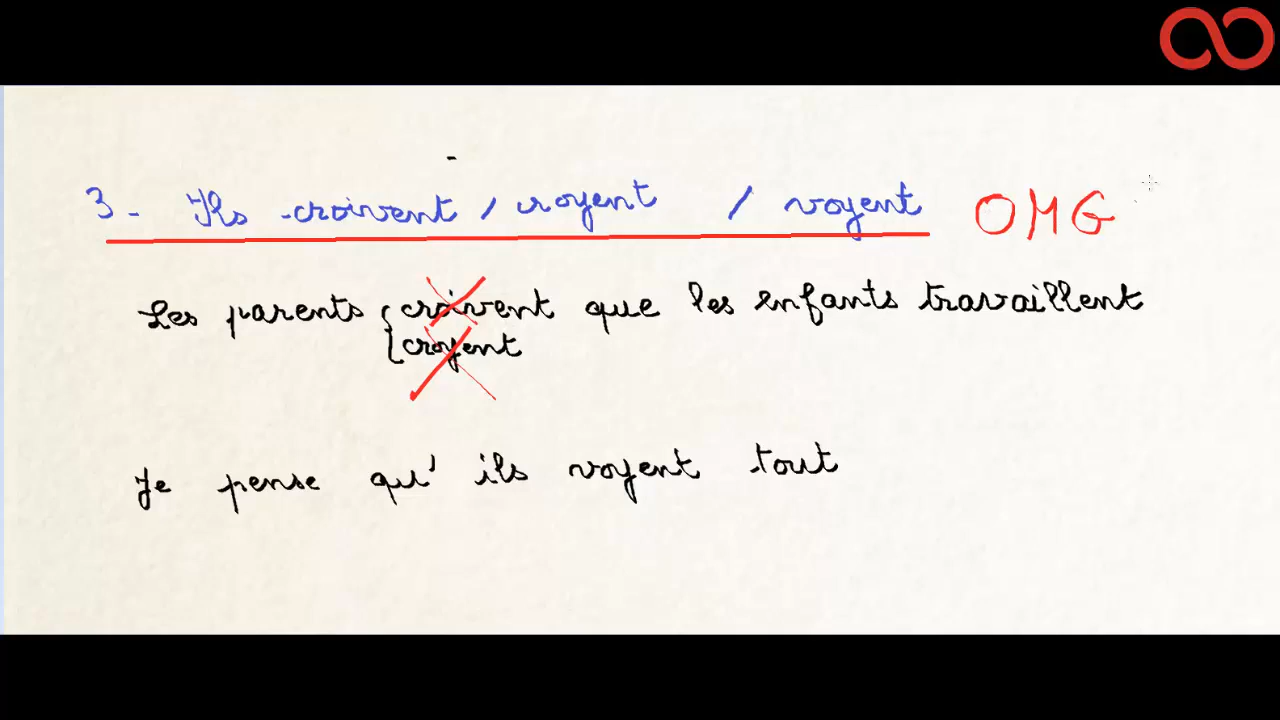 3- Ils croivent / croyent / voyent OMG
Les parents { croivent que les enfants travaillent
{ croyent
Je pense qu'ils voyent tout